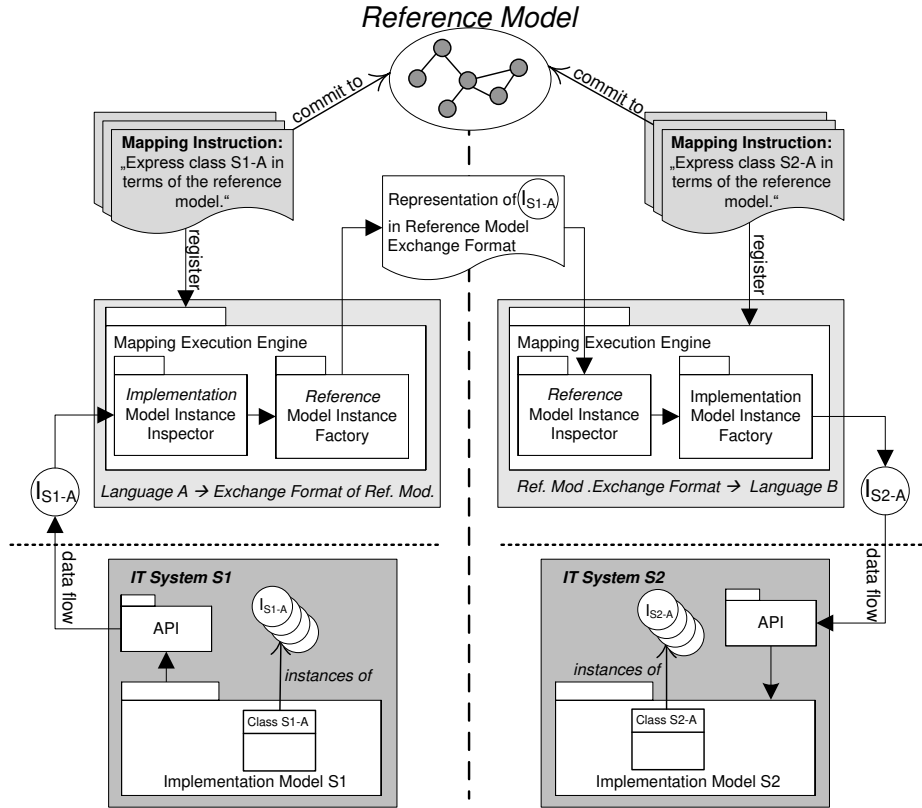 Reference Model
commit to
commit to
Mapping Instruction:
„Express class S1-A in
terms of the reference
model.“
Mapping Instruction:
„Express class S2-A in
terms of the reference
model.“
Representation of I S1-A
in Reference Model
Exchange Format
register
register
Mapping Execution Engine
Implementation
Model Instance
Inspector
Reference
Model Instance
Factory
Language A → Exchange Format of Ref. Mod.
Mapping Execution Engine
Reference
Model Instance
Inspector
Implementation
Model Instance
Factory
Ref. Mod .Exchange Format → Language B
I S1-A
I S2-A
data flow
data flow
IT System S1
API
I S1-A
instances of
Class S1-A
Implementation Model S1
IT System S2
I S2-A
API
instances of
Class S2-A
Implementation Model S2